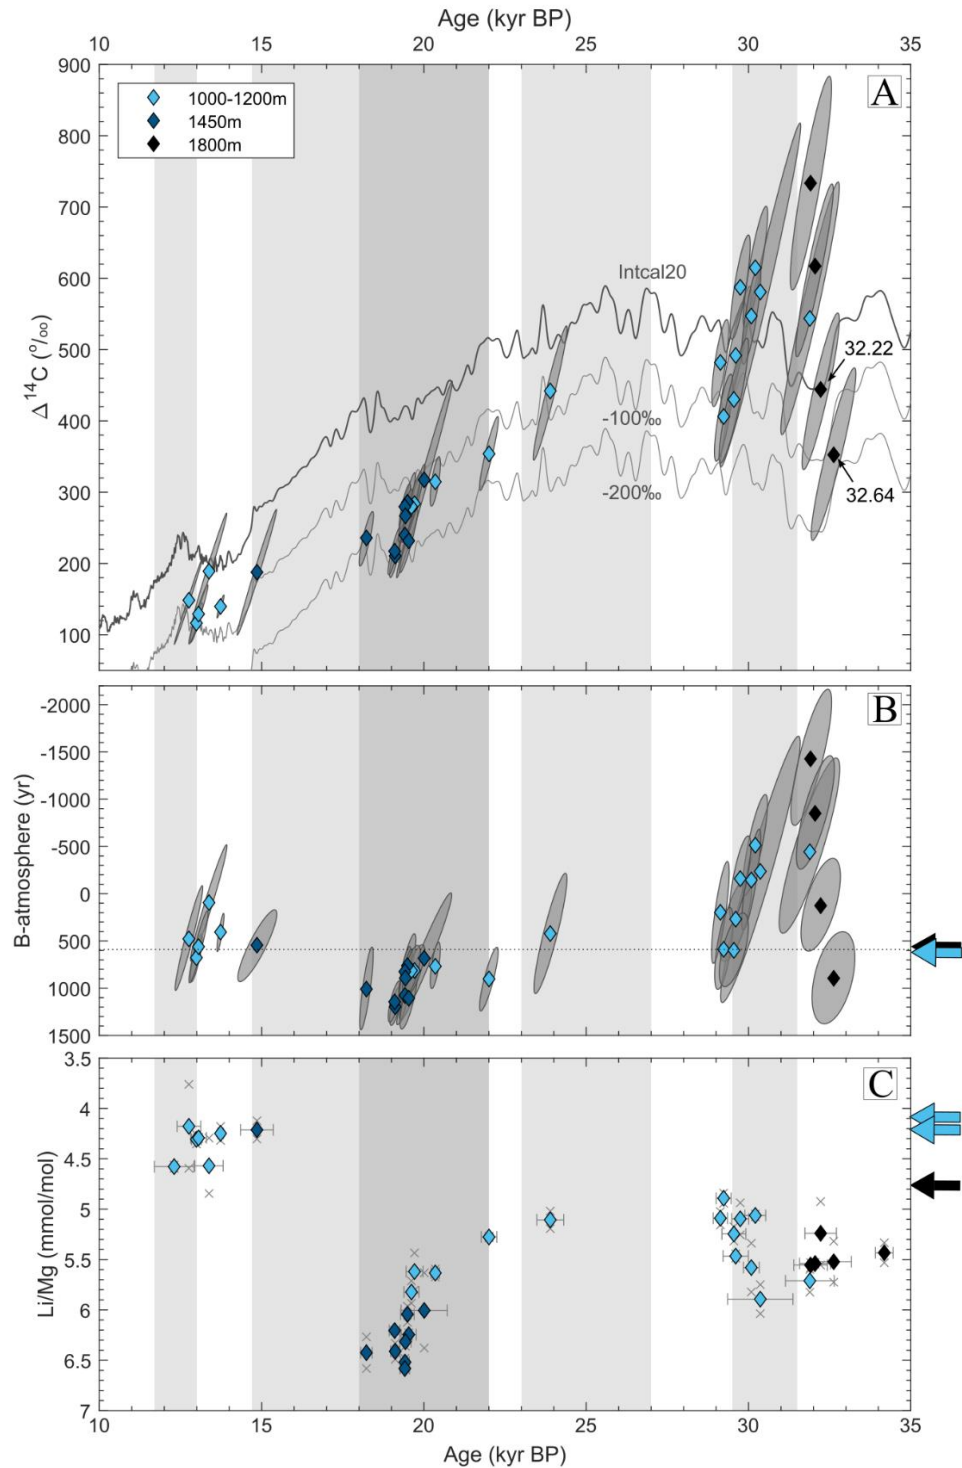 Age (kyr BP)
10 15 20 25 30 35
A
1000-1200m
1450m
1800m
900
800
700
600
500
400
300
200
100
Δ¹⁴C (°/₀₀)
Intcal20
-100‰
-200‰
32.22
32.64
B
-2000
-1500
-1000
-500
0
500
1000
1500
B-atmosphere (yr)
C
3.5
4
4.5
5
5.5
6
6.5
7
Li/Mg (mmol/mol)
10 15 20 25 30 35
Age (kyr BP)